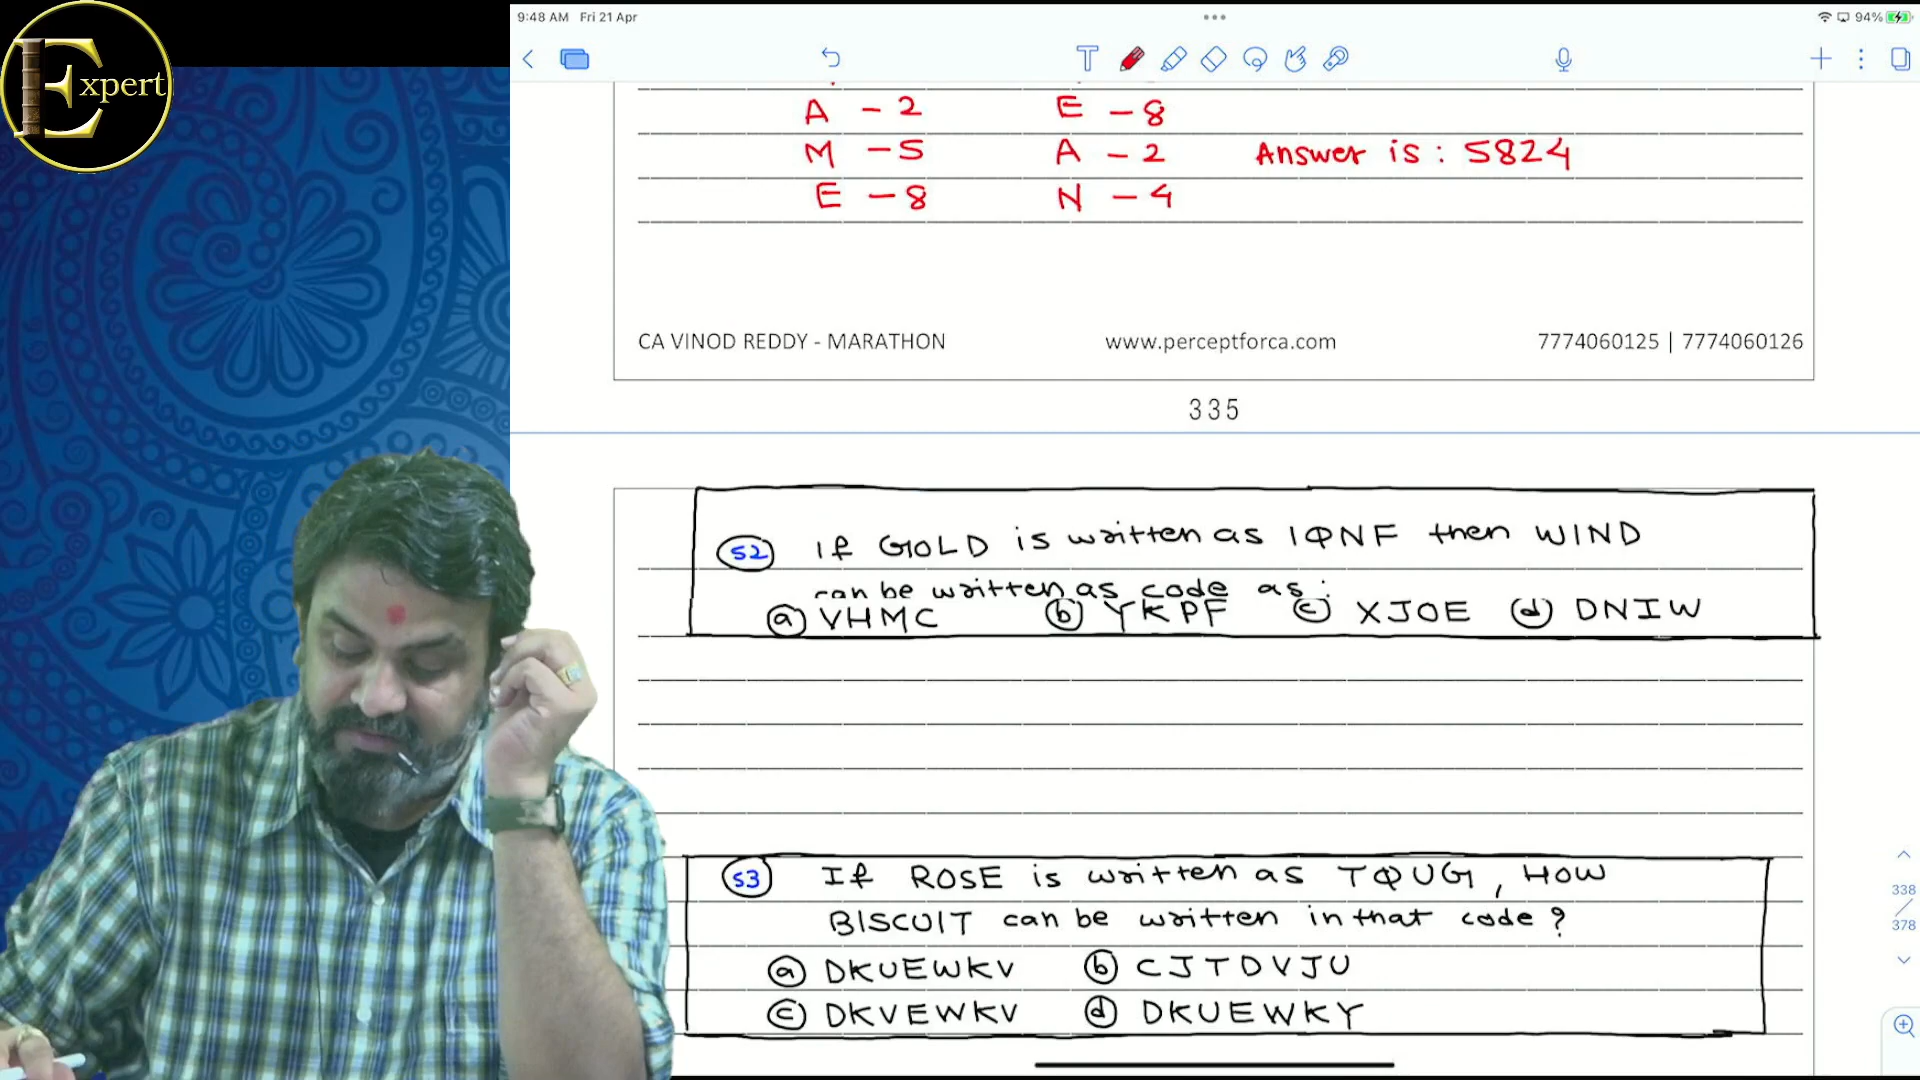 Expert
9:48 AM Fri 21 Apr
94%
A - 2 E - 8
M - 5 A - 2 Answer is : 5824
E - 8 N - 4
CA VINOD REDDY - MARATHON www.perceptforca.com 7774060125 | 7774060126
335
52 If GOLD is written as IQNF then WIND
can be written as code as :
a VHMC b YKPF c XJOE d DNIW
53 If ROSE is written as TQUG, HOW
BISCUIT can be written in that code ?
a DKUEWKV b CJTDVJU
c DKVEWKV d DKUEWKY
338
378